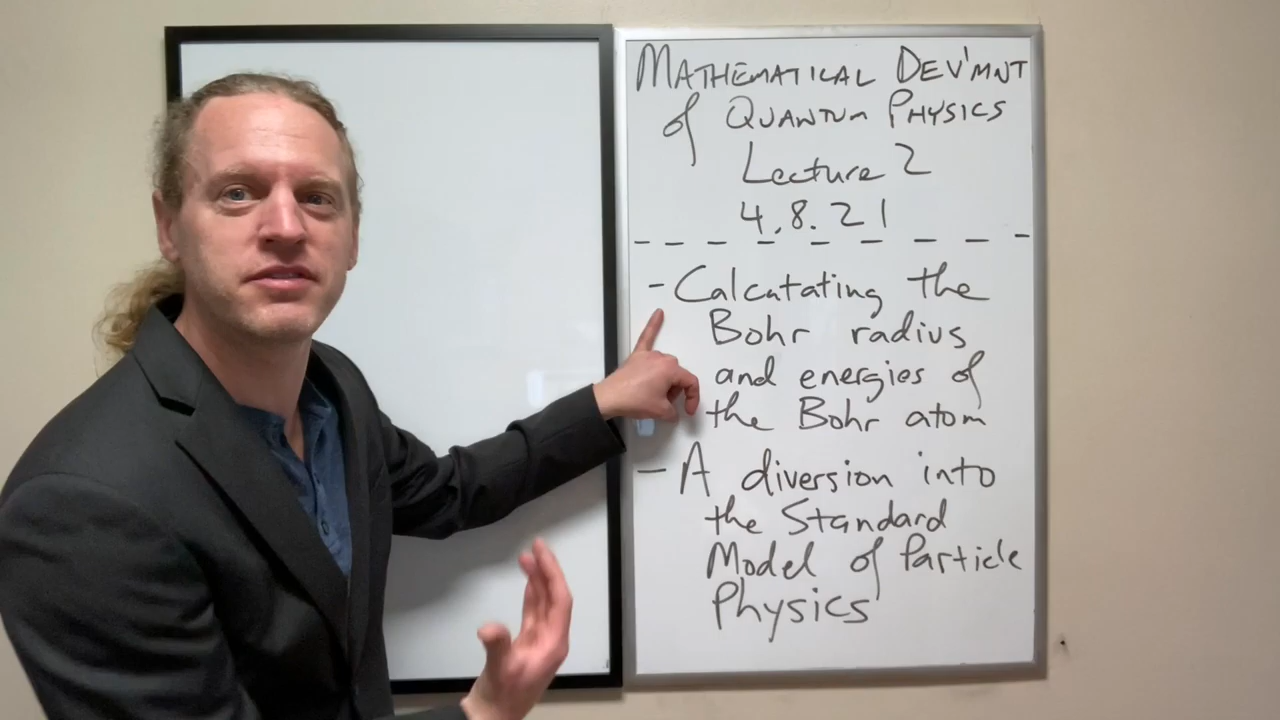 MATHEMATICAL DEV'MNT
of QUANTUM PHYSICS
Lecture 2
4.8.21
- Calcutating the
Bohr radius
and energies of
the Bohr atom
- A diversion into
the Standard
Model of Particle
Physics